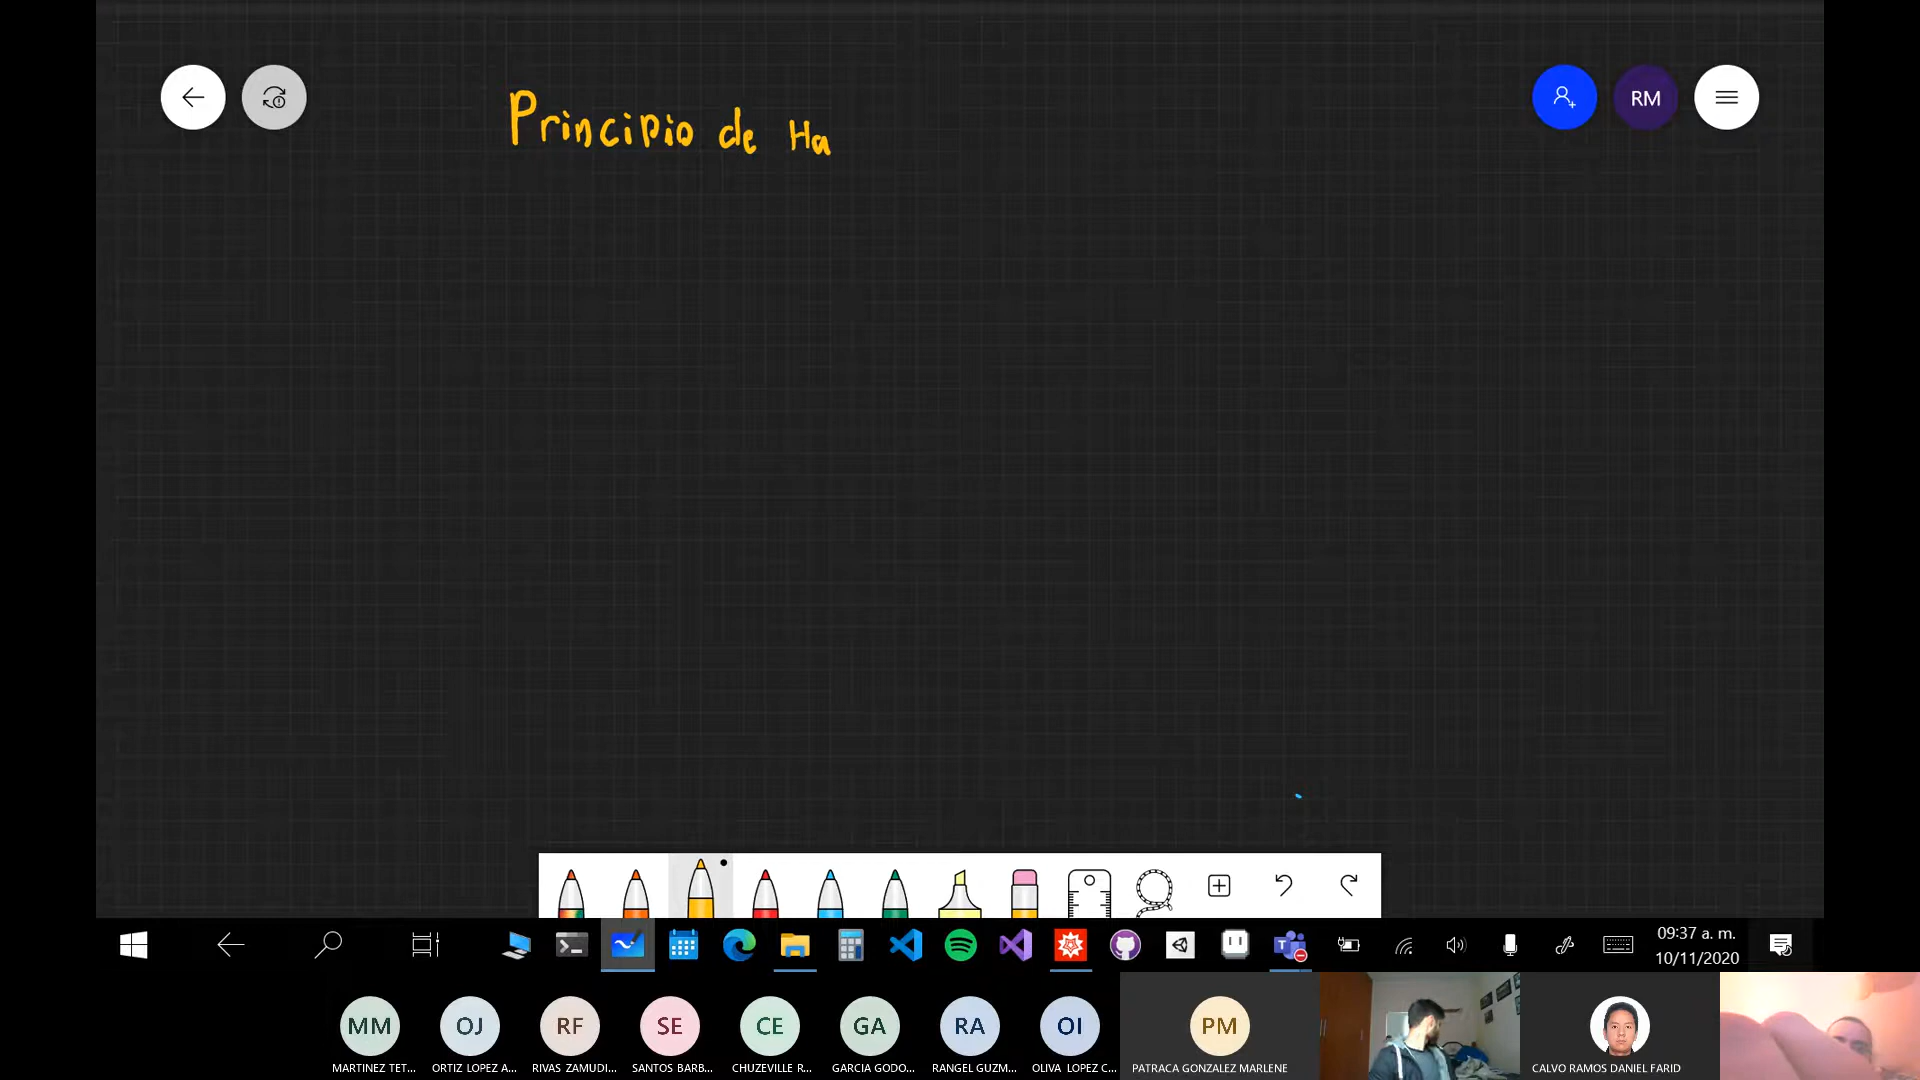 Principio de Ha
RM
09:37 a. m.
10/11/2020
MM
OJ
RF
SE
CE
GA
RA
OI
PM
MARTINEZ TET...
ORTIZ LOPEZ A...
RIVAS ZAMUDI...
SANTOS BARB...
CHUZEVILLE R...
GARCIA GODO...
RANGEL GUZM...
OLIVA LOPEZ C...
PATRACA GONZALEZ MARLENE
CALVO RAMOS DANIEL FARID